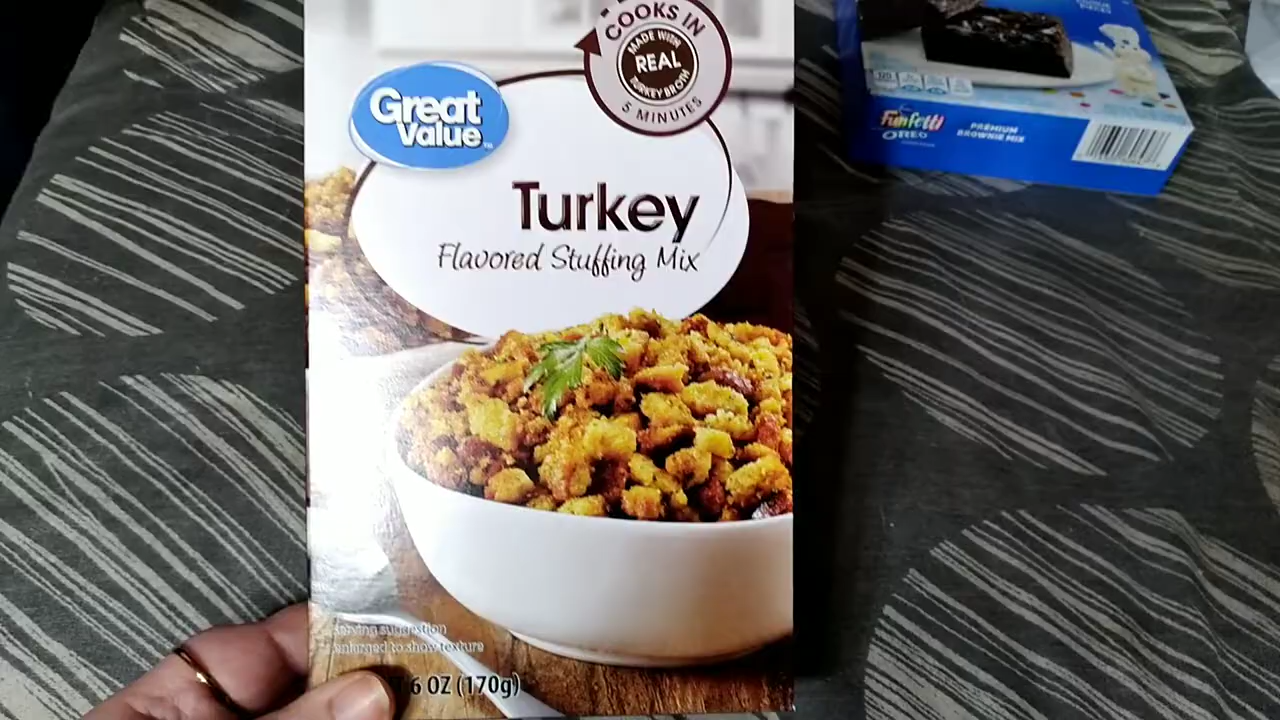 COOKS IN
MADE WITH
REAL
TURKEY BROTH
5 MINUTES
Great
Value™
Turkey
Flavored Stuffing Mix
serving suggestion
enlarged to show texture
6 OZ (170g)
Funfetti
OREO
PREMIUM
BROWNIE MIX